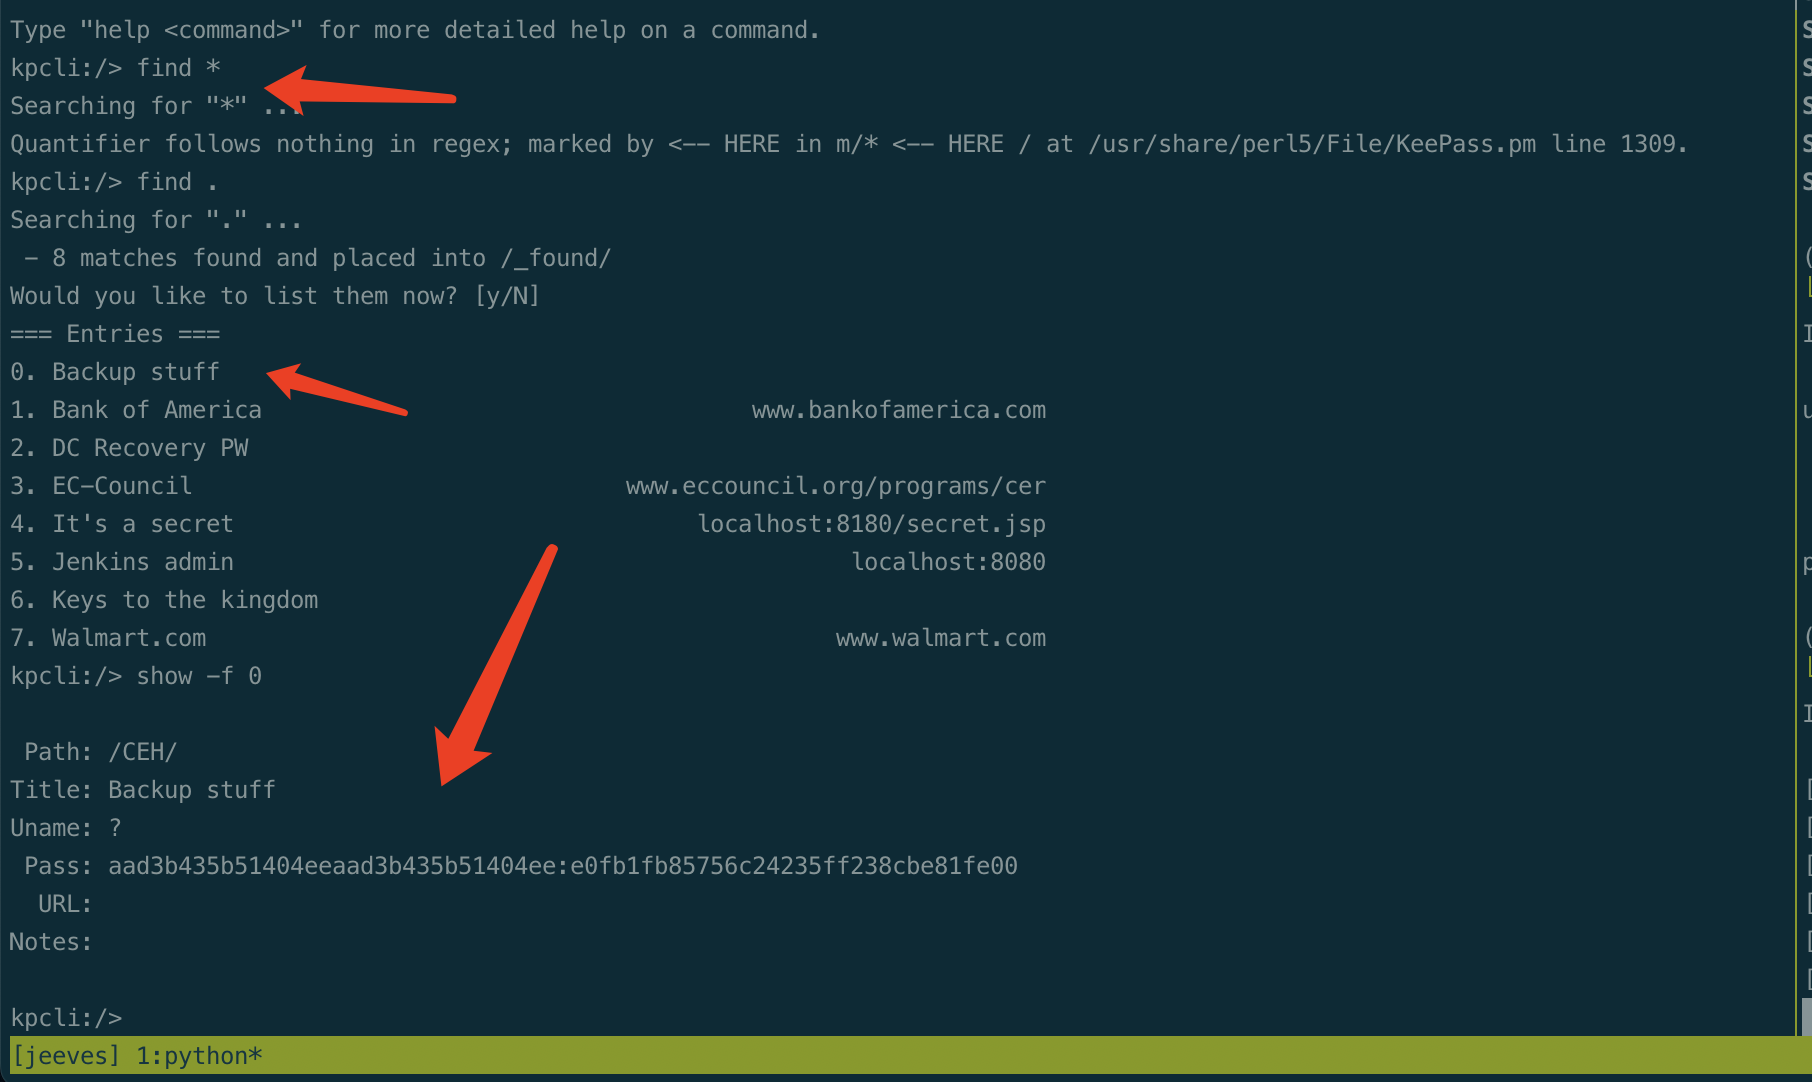 Type "help <command>" for more detailed help on a command.
kpcli:/> find *
Searching for "*" ...
Quantifier follows nothing in regex; marked by <-- HERE in m/* <-- HERE / at /usr/share/perl5/File/KeePass.pm line 1309.
kpcli:/> find .
Searching for "." ...
 - 8 matches found and placed into /_found/
Would you like to list them now? [y/N]
=== Entries ===
0. Backup stuff
1. Bank of America www.bankofamerica.com
2. DC Recovery PW
3. EC-Council www.eccouncil.org/programs/cer
4. It's a secret localhost:8180/secret.jsp
5. Jenkins admin localhost:8080
6. Keys to the kingdom
7. Walmart.com www.walmart.com
kpcli:/> show -f 0
Path: /CEH/
Title: Backup stuff
Uname: ?
Pass: aad3b435b51404eeaad3b435b51404ee:e0fb1fb85756c24235ff238cbe81fe00
URL:
Notes:
kpcli:/>
[jeeves] 1:python*